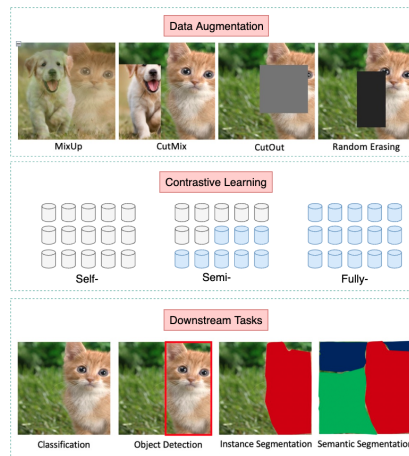 Data Augmentation
MixUp CutMix CutOut Random Erasing
Contrastive Learning
Self- Semi- Fully-
Downstream Tasks
Classification Object Detection Instance Segmentation Semantic Segmentation